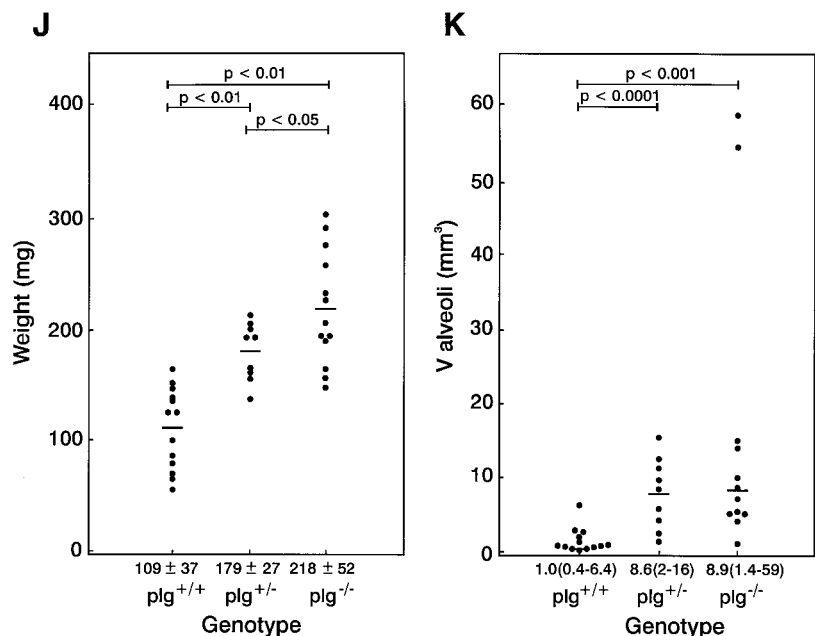 J
Weight (mg)
400
300
200
100
0
p < 0.01
p < 0.01
p < 0.05
109 ± 37 179 ± 27 218 ± 52
plg+/+ plg+/- plg-/-
Genotype
K
V alveoli (mm³)
60
50
40
30
20
10
0
p < 0.001
p < 0.0001
1.0(0.4-6.4) 8.6(2-16) 8.9(1.4-59)
plg+/+ plg+/- plg-/-
Genotype